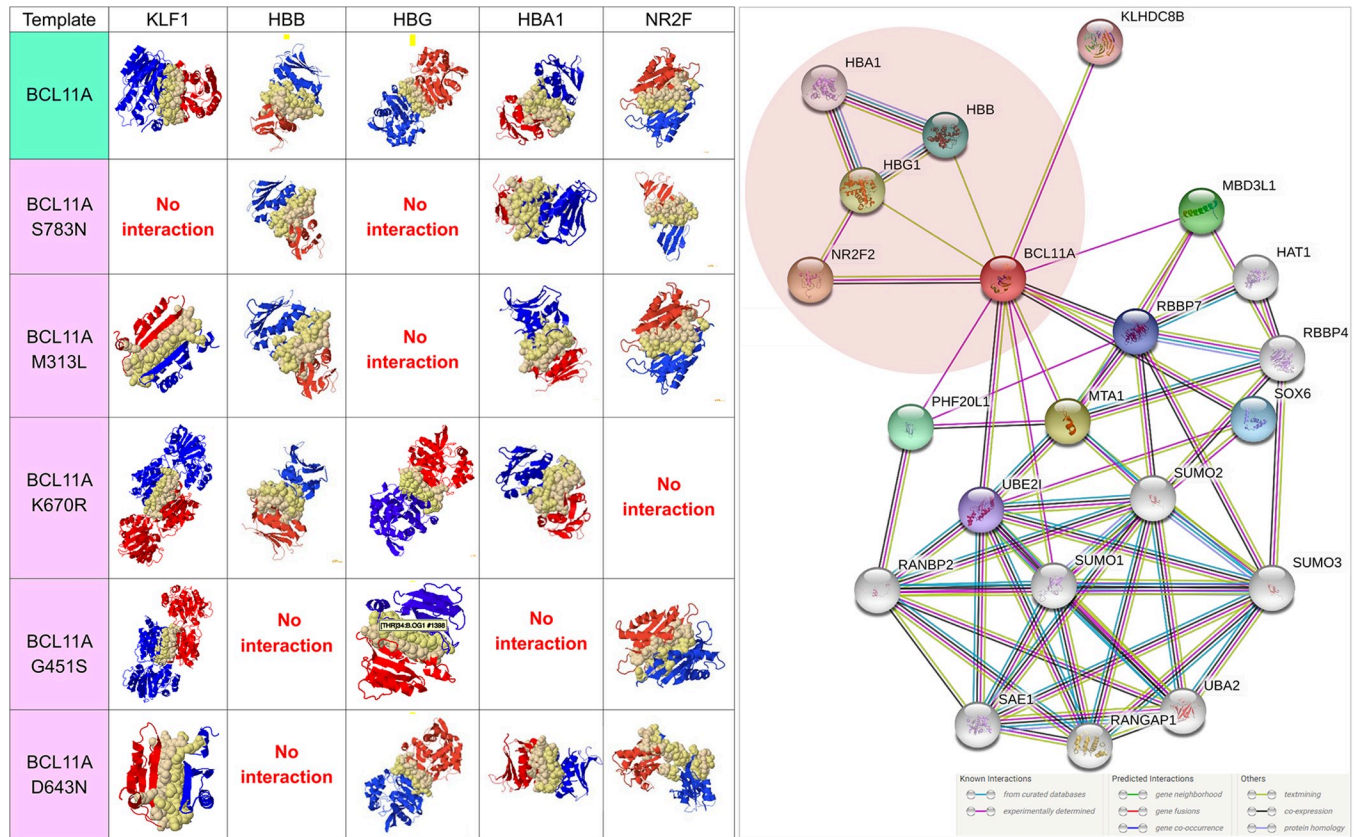 Template KLF1 HBB HBG HBA1 NR2F
BCL11A
BCL11A
S783N
No
interaction
No
interaction
BCL11A
M313L
No
interaction
BCL11A
K670R
No
interaction
BCL11A
G451S
No
interaction
[THR]34:B.OG1 #1398
No
interaction
BCL11A
D643N
No
interaction
KLHDC8B
HBA1
HBB
HBG1
MBD3L1
NR2F2
BCL11A
HAT1
RBBP7
RBBP4
PHF20L1
MTA1
SOX6
UBE2I
SUMO2
RANBP2
SUMO1
SUMO3
SAE1
RANGAP1
UBA2
Known Interactions
from curated databases
experimentally determined
Predicted Interactions
gene neighborhood
gene fusions
gene co-occurrence
Others
textmining
co-expression
protein homology